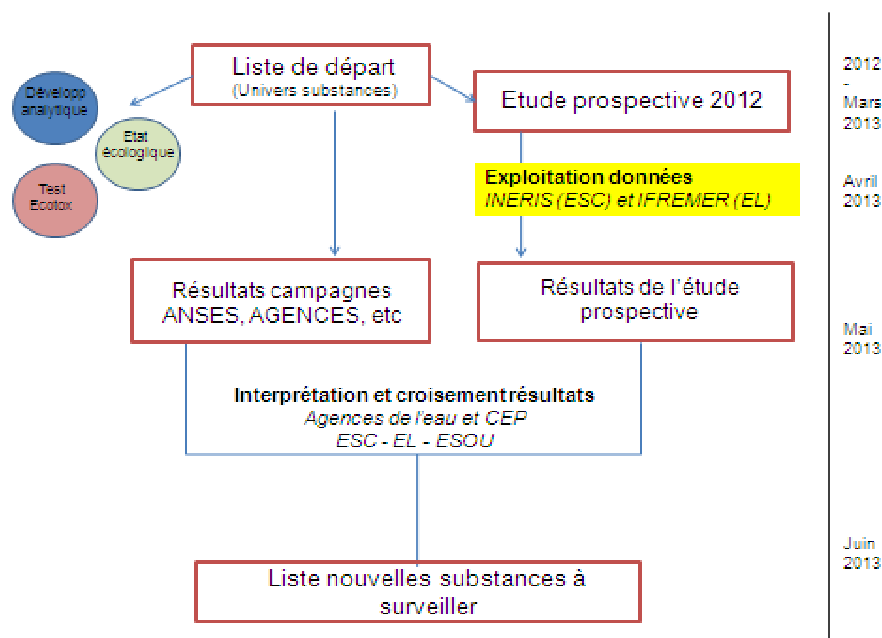 Liste de départ
(Univers substances)
Développ
analytique
Etat
écologique
Test
Ecotox
Etude prospective 2012
Exploitation données
INERIS (ESC) et IFREMER (EL)
Résultats campagnes
ANSES, AGENCES, etc
Résultats de l'étude
prospective
Interprétation et croisement résultats
Agences de l'eau et CEP
ESC - EL - ESOU
Liste nouvelles substances à
surveiller
2012
-
Mars
2013
Avril
2013
Mai
2013
Juin
2013